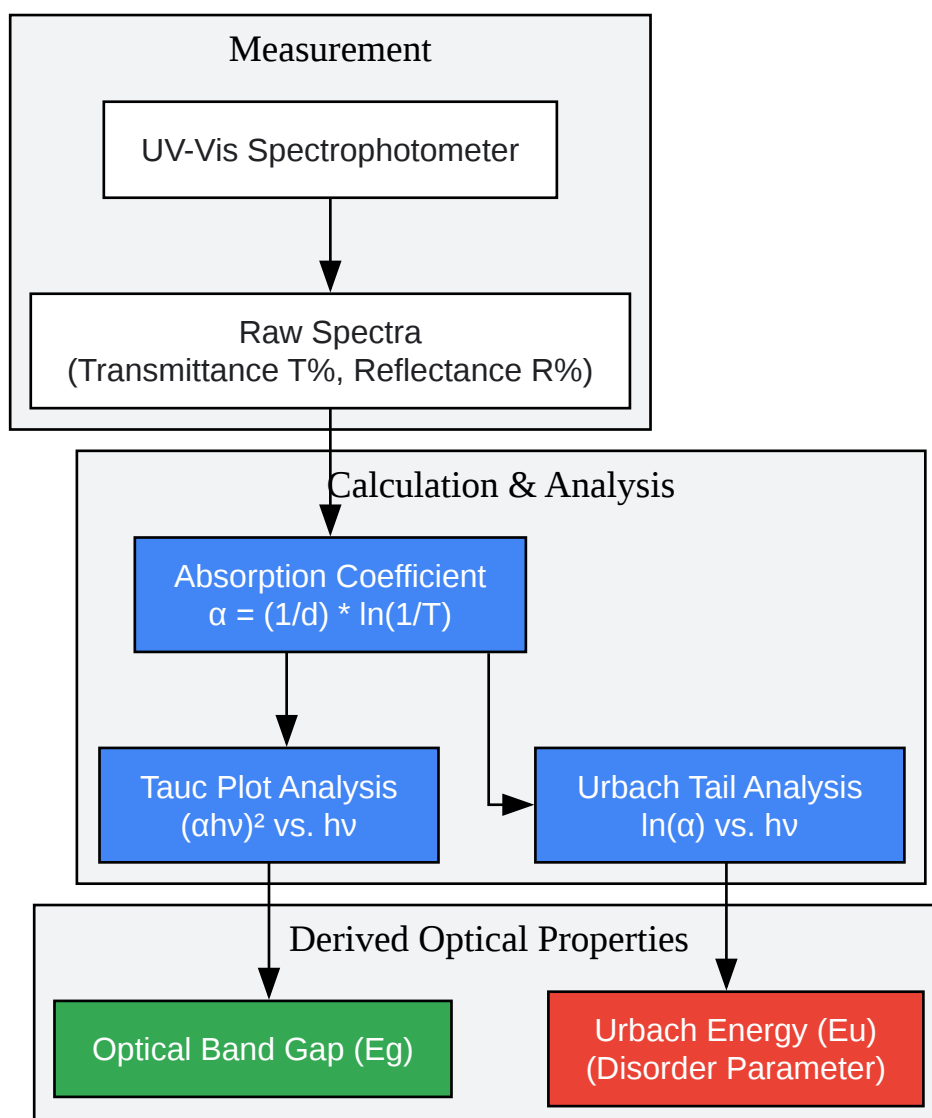 Measurement
UV-Vis Spectrophotometer
Raw Spectra
(Transmittance T%, Reflectance R%)
Calculation & Analysis
Absorption Coefficient
α = (1/d) * ln(1/T)
Tauc Plot Analysis
(αhν)² vs. hν
Urbach Tail Analysis
ln(α) vs. hν
Derived Optical Properties
Optical Band Gap (Eg)
Urbach Energy (Eu)
(Disorder Parameter)